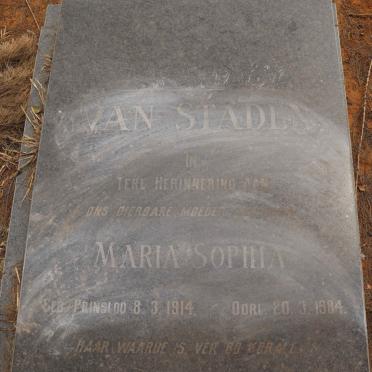 VAN STADEN
IN
TERE HERINNERING AAN
ONS DIERBARE MOEDER
MARIA SOPHIA
GEB. PRINSLOO 8.3.1914. - OORL. 20.3.1984.
HAAR WAARDE IS VER BO KORALE